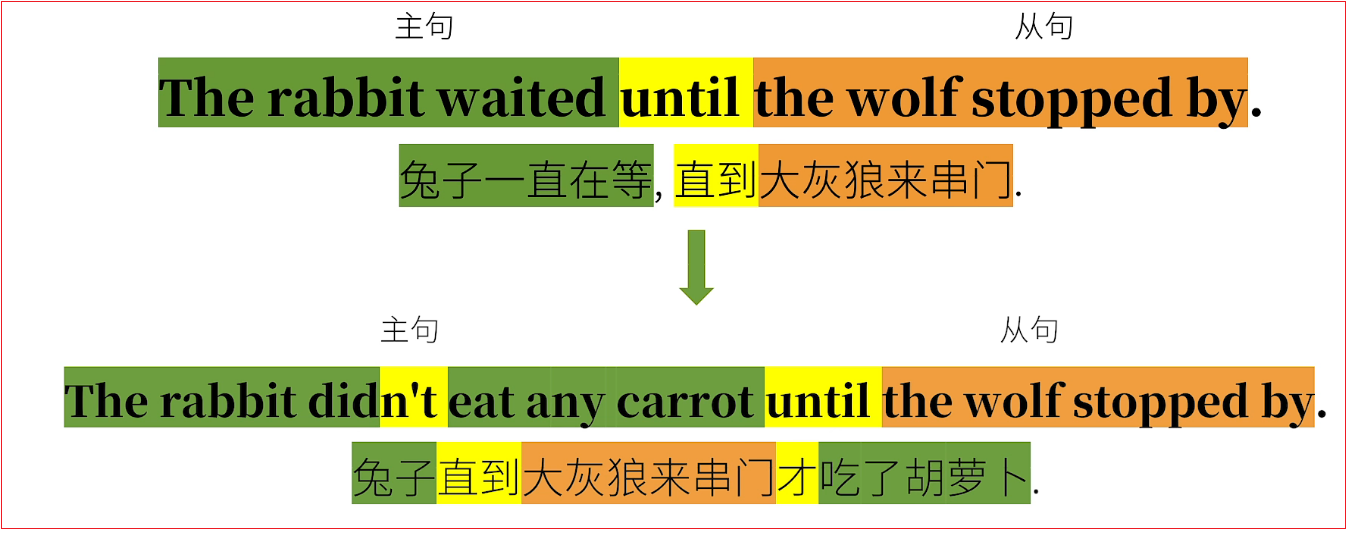 主句 从句
The rabbit waited until the wolf stopped by.
兔子一直在等, 直到大灰狼来串门.
主句 从句
The rabbit didn't eat any carrot until the wolf stopped by.
兔子直到大灰狼来串门才吃了胡萝卜.